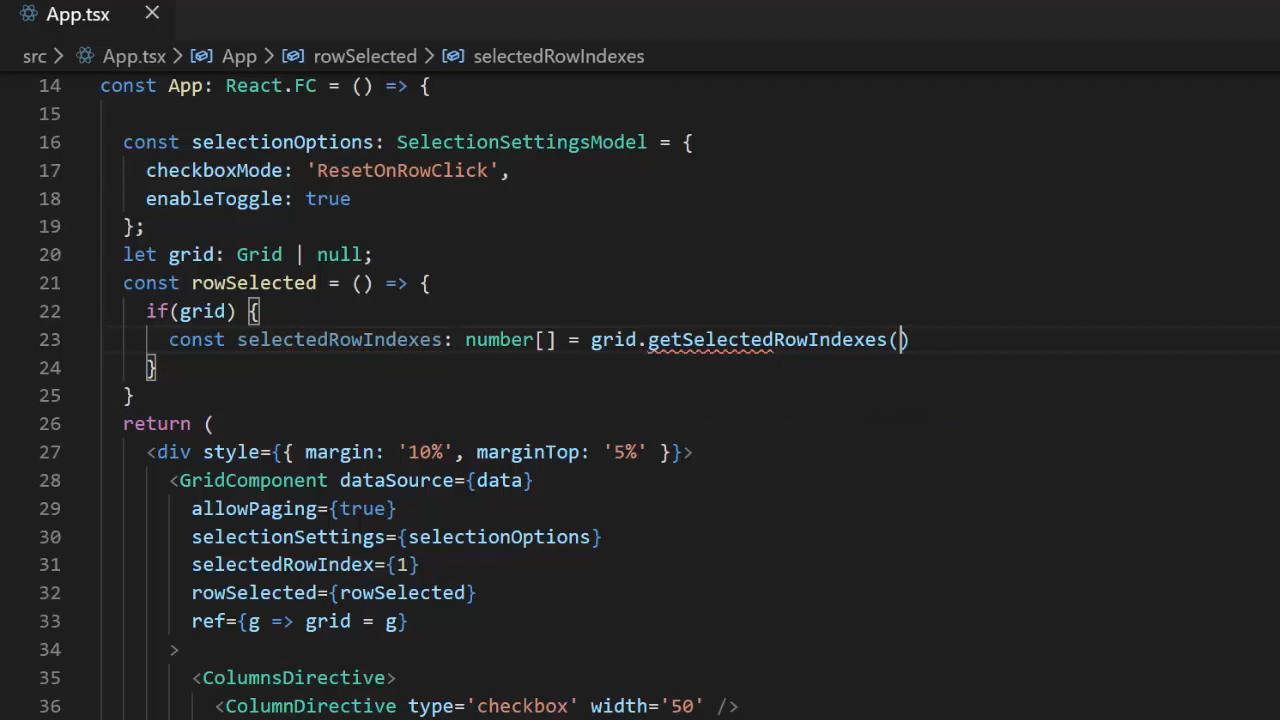 App.tsx
src > App.tsx > App > rowSelected > selectedRowIndexes
14 const App: React.FC = () => {
15
16 const selectionOptions: SelectionSettingsModel = {
17 checkboxMode: 'ResetOnRowClick',
18 enableToggle: true
19 };
20 let grid: Grid | null;
21 const rowSelected = () => {
22 if(grid) {
23 const selectedRowIndexes: number[] = grid.getSelectedRowIndexes()
24 }
25 }
26 return (
27 <div style={{ margin: '10%', marginTop: '5%' }}>
28 <GridComponent dataSource={data}
29 allowPaging={true}
30 selectionSettings={selectionOptions}
31 selectedRowIndex={1}
32 rowSelected={rowSelected}
33 ref={g => grid = g}
34 >
35 <ColumnsDirective>
36 <ColumnDirective type='checkbox' width='50' />